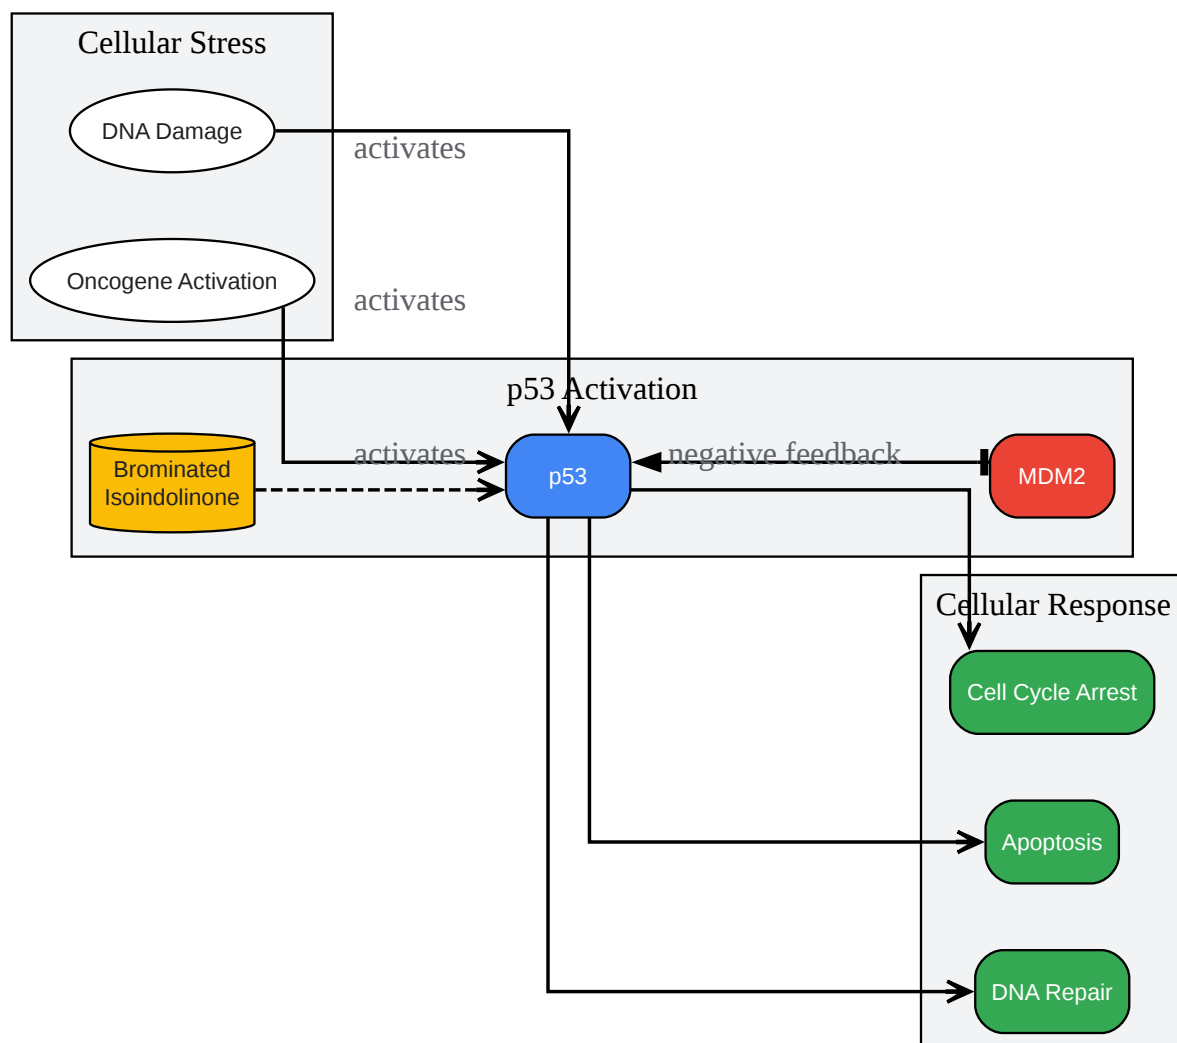 Cellular Stress
DNA Damage
activates
Oncogene Activation
activates
p53 Activation
Brominated
Isoindolinone
activates
p53
negative feedback
MDM2
Cellular Response
Cell Cycle Arrest
Apoptosis
DNA Repair